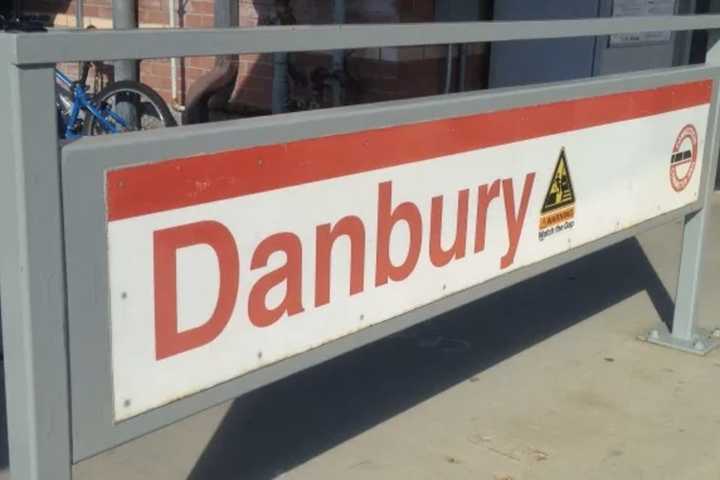 Danbury
WARNING
Watch the Gap